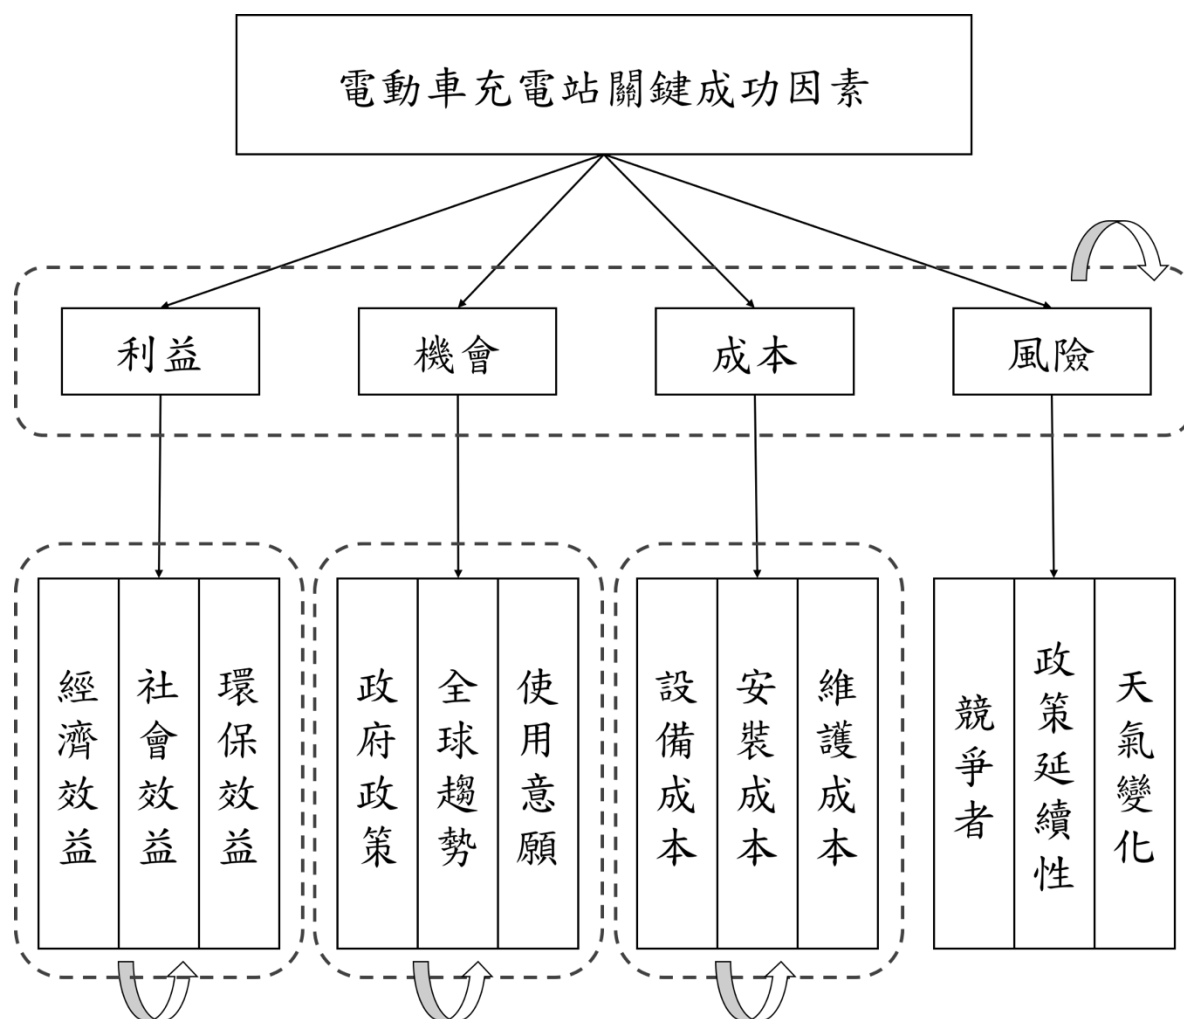 電動車充電站關鍵成功因素
利益
機會
成本
風險
經濟效益
社會效益
環保效益
政府政策
全球趨勢
使用意願
設備成本
安裝成本
維護成本
競爭者
政策延續性
天氣變化